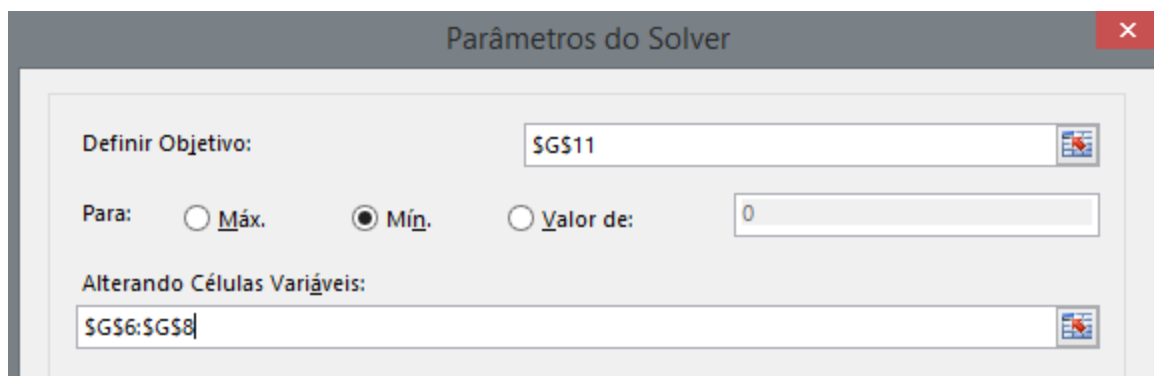 Parâmetros do Solver
Definir Objetivo: $G$11
Para: Máx. Mín. Valor de: 0
Alterando Células Variáveis:
$G$6:$G$8